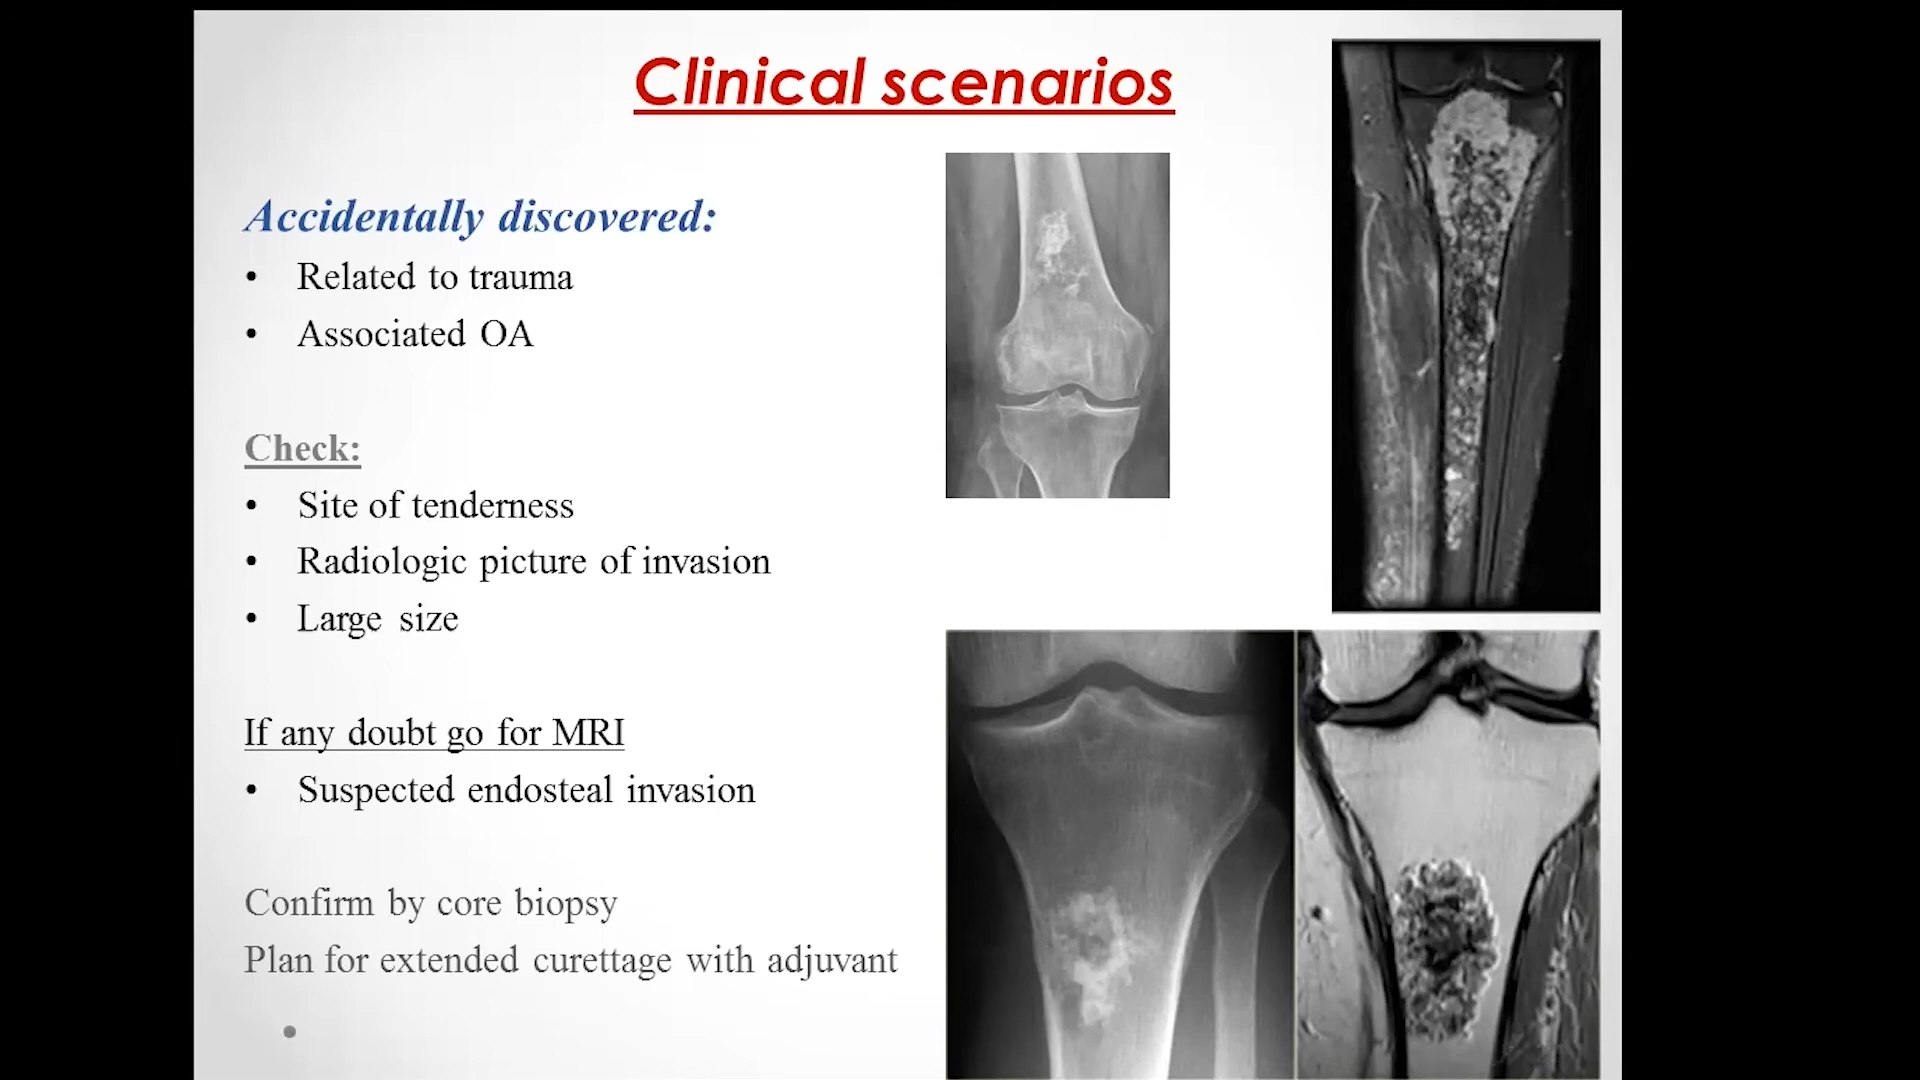 Clinical scenarios
Accidentally discovered:
• Related to trauma
• Associated OA
Check:
• Site of tenderness
• Radiologic picture of invasion
• Large size
If any doubt go for MRI
• Suspected endosteal invasion
Confirm by core biopsy
Plan for extended curettage with adjuvant
•